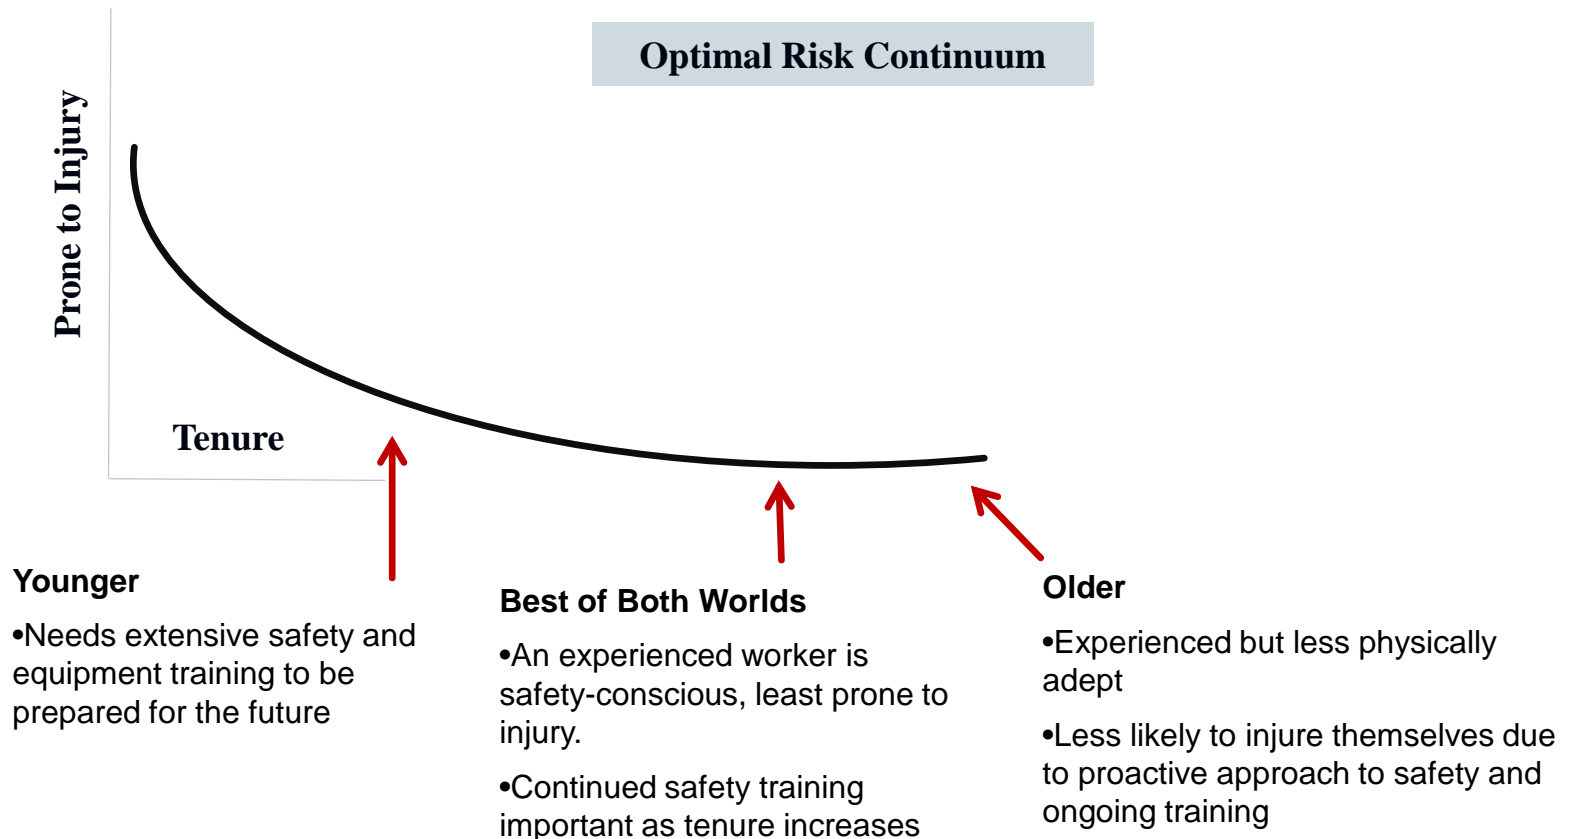 Optimal Risk Continuum
Prone to Injury
Tenure
Younger
•Needs extensive safety and
equipment training to be
prepared for the future
Best of Both Worlds
•An experienced worker is
safety-conscious, least prone to
injury.
•Continued safety training
important as tenure increases
Older
•Experienced but less physically
adept
•Less likely to injure themselves due
to proactive approach to safety and
ongoing training